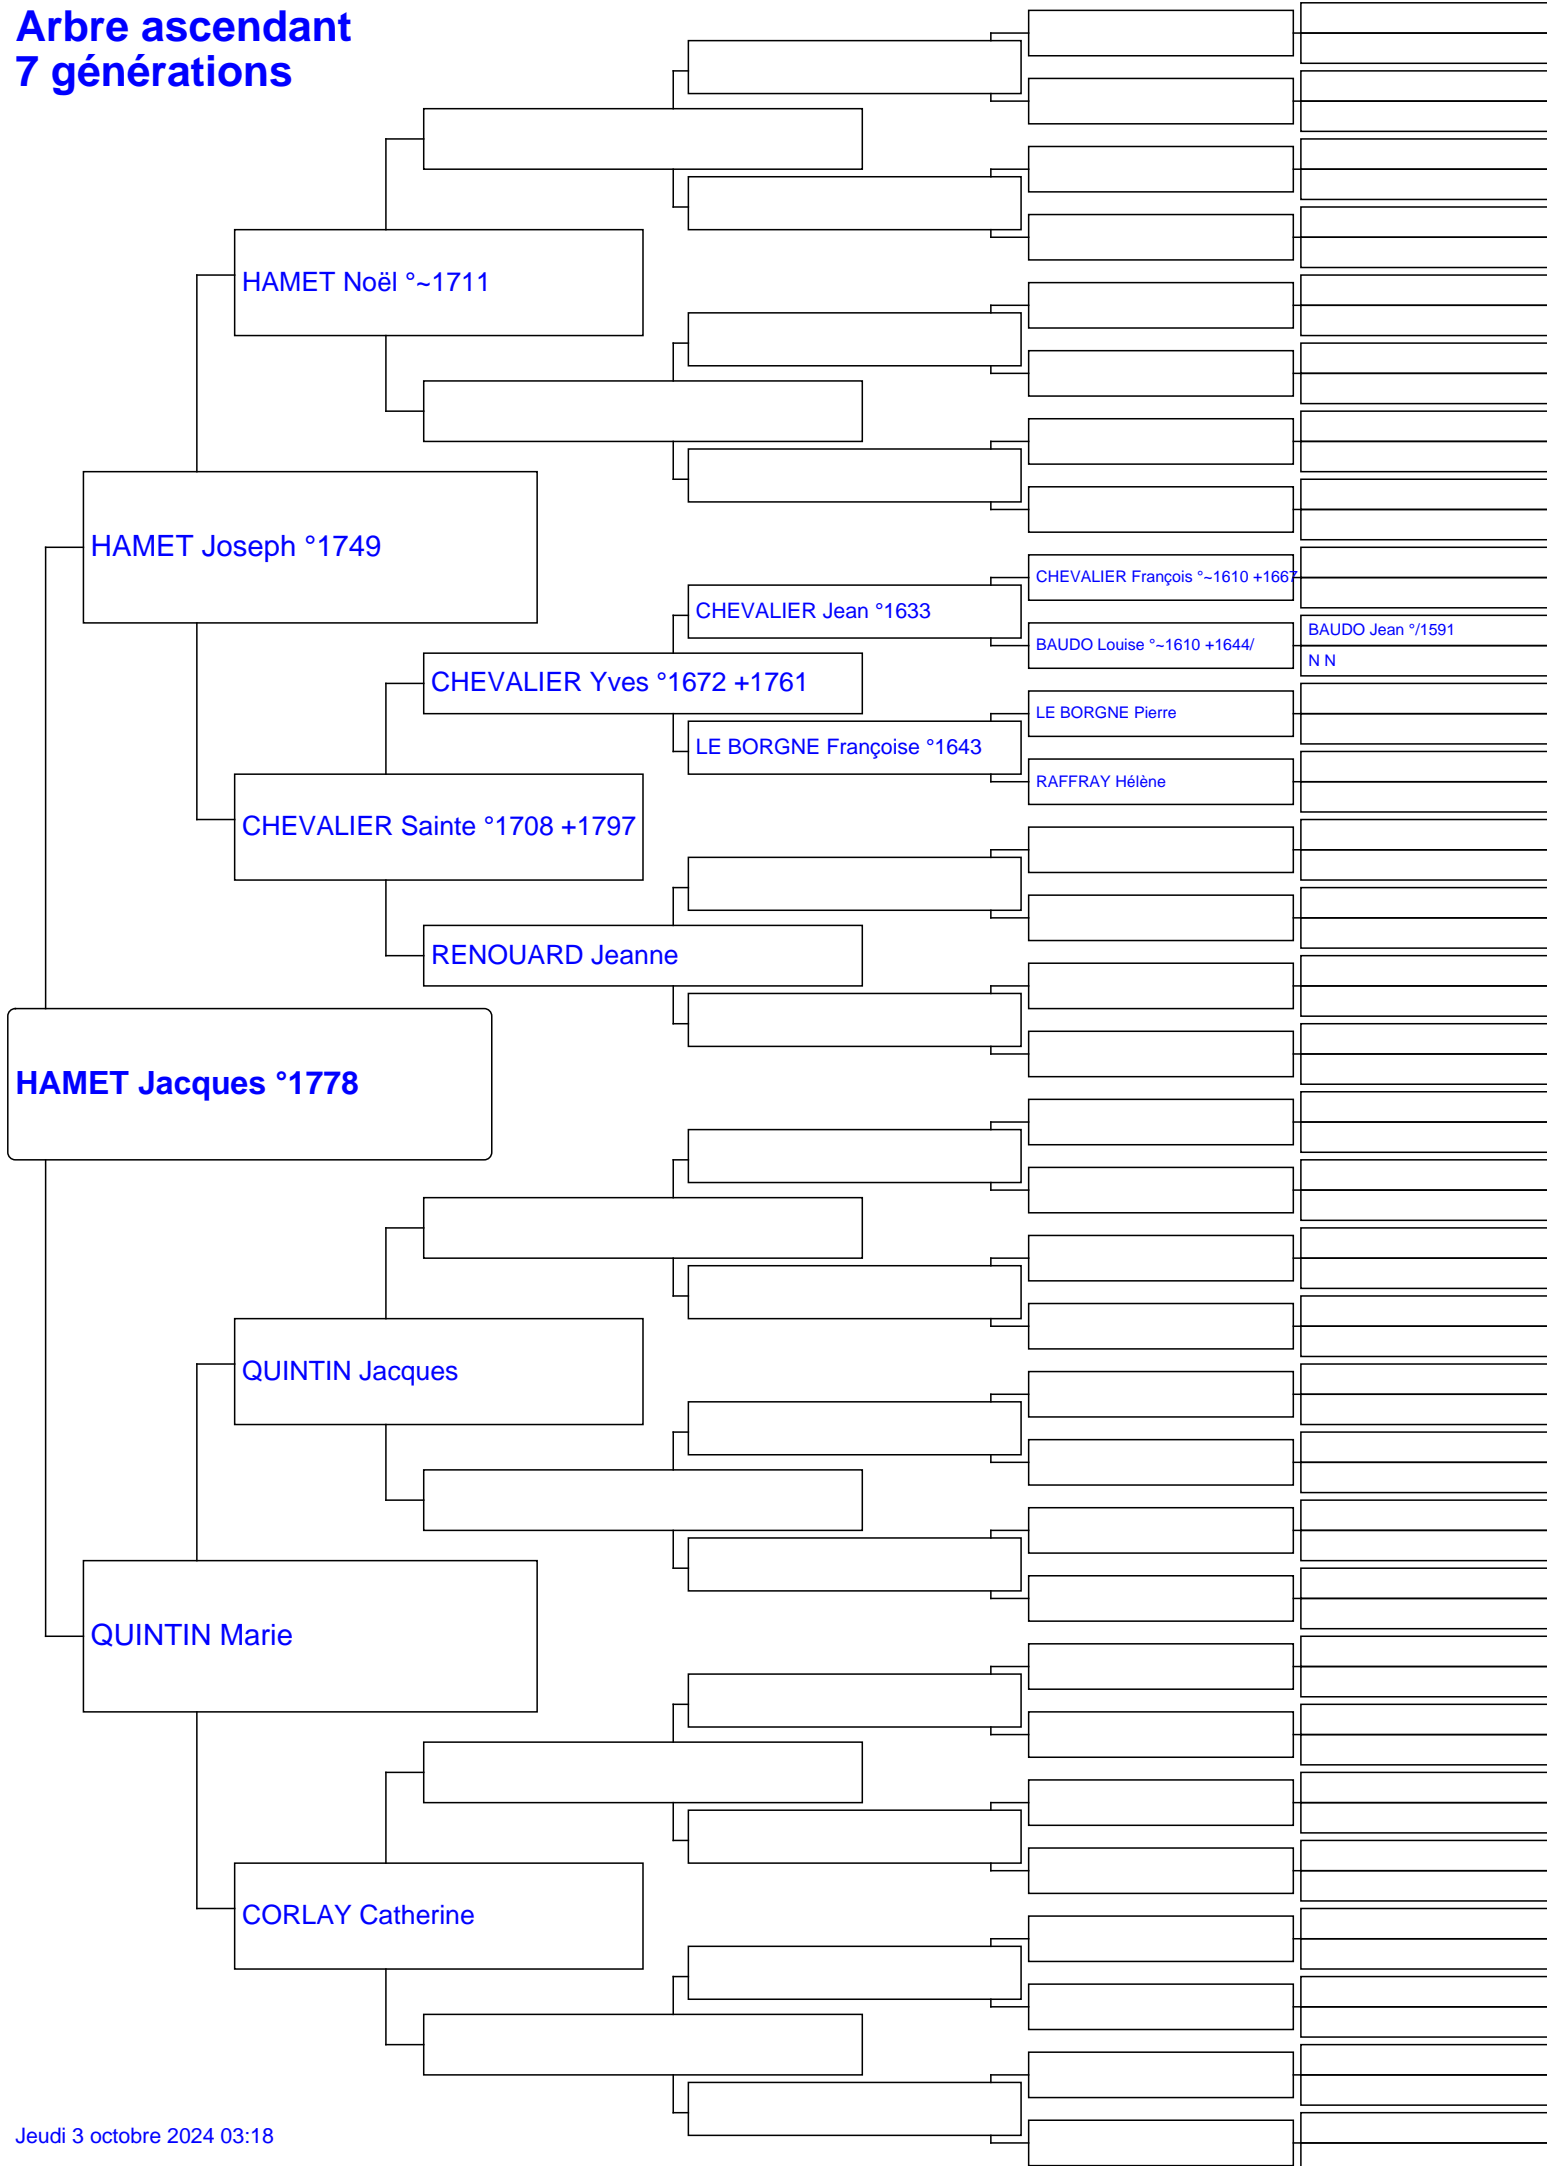 Arbre ascendant
7 générations
HAMET Noël °~1711
HAMET Joseph °1749
CHEVALIER François °~1610 +1667
CHEVALIER Jean °1633
BAUDO Jean °/1591
BAUDO Louise °~1610 +1644/
N N
CHEVALIER Yves °1672 +1761
LE BORGNE Pierre
LE BORGNE Françoise °1643
RAFFRAY Hélène
CHEVALIER Sainte °1708 +1797
RENOUARD Jeanne
HAMET Jacques °1778
QUINTIN Jacques
QUINTIN Marie
CORLAY Catherine
Jeudi 3 octobre 2024 03:18